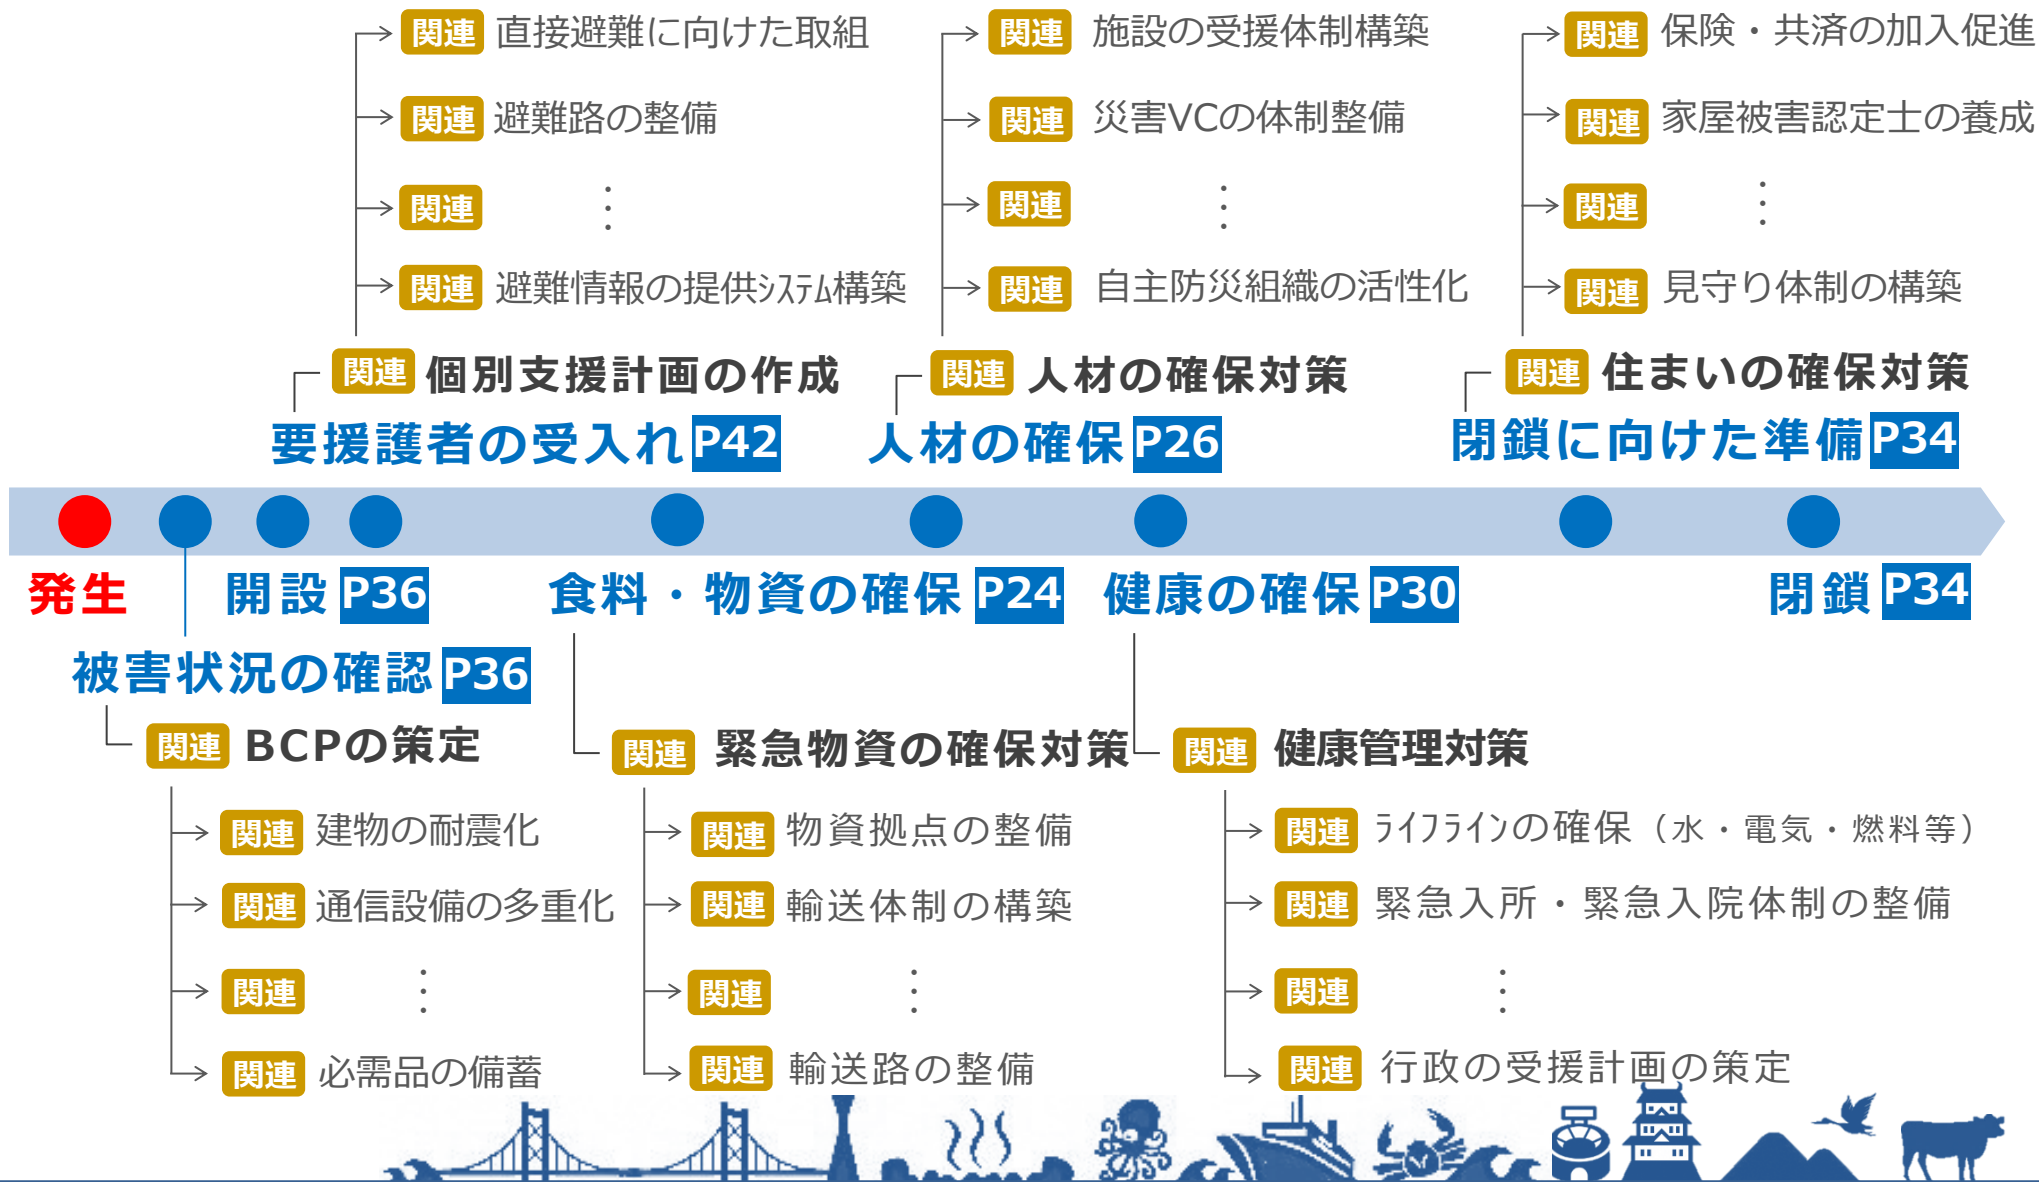 関連 直接避難に向けた取組
関連 避難路の整備
関連 ⋮
関連 避難情報の提供ｼｽﾃﾑ構築
関連 個別支援計画の作成
要援護者の受入れ P42
関連 施設の受援体制構築
関連 災害VCの体制整備
関連 ⋮
関連 自主防災組織の活性化
関連 人材の確保対策
人材の確保 P26
関連 保険・共済の加入促進
関連 家屋被害認定士の養成
関連 ⋮
関連 見守り体制の構築
関連 住まいの確保対策
閉鎖に向けた準備 P34
発生
開設 P36
食料・物資の確保 P24
健康の確保 P30
閉鎖 P34
被害状況の確認 P36
関連 BCPの策定
関連 建物の耐震化
関連 通信設備の多重化
関連 ⋮
関連 必需品の備蓄
関連 緊急物資の確保対策
関連 物資拠点の整備
関連 輸送体制の構築
関連 ⋮
関連 輸送路の整備
関連 健康管理対策
関連 ﾗｲﾌﾗｲﾝの確保（水・電気・燃料等）
関連 緊急入所・緊急入院体制の整備
関連 ⋮
関連 行政の受援計画の策定